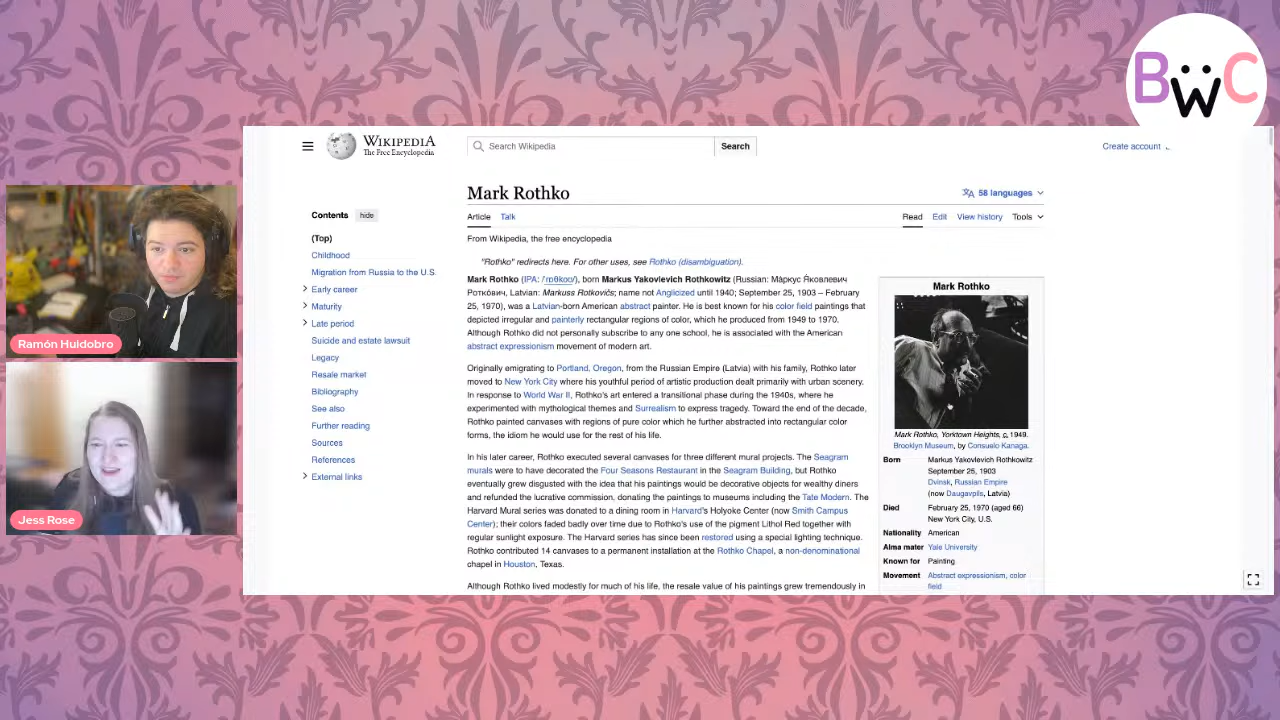 BWC
WIKIPEDIA
The Free Encyclopedia
Search Wikipedia
Search
Create account
Mark Rothko
58 languages
Contents
hide
(Top)
Childhood
Migration from Russia to the U.S.
Early career
Maturity
Late period
Suicide and estate lawsuit
Legacy
Resale market
Bibliography
See also
Further reading
Sources
References
External links
Article
Talk
Read
Edit
View history
Tools
From Wikipedia, the free encyclopedia
"Rothko" redirects here. For other uses, see Rothko (disambiguation).
Mark Rothko (IPA: /ˈrɒθkoʊ/), born Markus Yakovlevich Rothkowitz (Russian: Ма́ркус Я́ковлевич
Ротко́вич, Latvian: Markuss Rotkovičs; name not Anglicized until 1940; September 25, 1903 – February
25, 1970), was a Latvian-born American abstract painter. He is best known for his color field paintings that
depicted irregular and painterly rectangular regions of color, which he produced from 1949 to 1970.
Although Rothko did not personally subscribe to any one school, he is associated with the American
abstract expressionism movement of modern art.
Originally emigrating to Portland, Oregon, from the Russian Empire (Latvia) with his family, Rothko later
moved to New York City where his youthful period of artistic production dealt primarily with urban scenery.
In response to World War II, Rothko's art entered a transitional phase during the 1940s, where he
experimented with mythological themes and Surrealism to express tragedy. Toward the end of the decade,
Rothko painted canvases with regions of pure color which he further abstracted into rectangular color
forms, the idiom he would use for the rest of his life.
In his later career, Rothko executed several canvases for three different mural projects. The Seagram
murals were to have decorated the Four Seasons Restaurant in the Seagram Building, but Rothko
eventually grew disgusted with the idea that his paintings would be decorative objects for wealthy diners
and refunded the lucrative commission, donating the paintings to museums including the Tate Modern. The
Harvard Mural series was donated to a dining room in Harvard's Holyoke Center (now Smith Campus
Center); their colors faded badly over time due to Rothko's use of the pigment Lithol Red together with
regular sunlight exposure. The Harvard series has since been restored using a special lighting technique.
Rothko contributed 14 canvases to a permanent installation at the Rothko Chapel, a non-denominational
chapel in Houston, Texas.
Although Rothko lived modestly for much of his life, the resale value of his paintings grew tremendously in
Mark Rothko
Mark Rothko, Yorktown Heights, c. 1949.
Brooklyn Museum, by Consuelo Kanaga.
Born Markus Yakovlevich Rothkowitz
September 25, 1903
Dvinsk, Russian Empire
(now Daugavpils, Latvia)
Died February 25, 1970 (aged 66)
New York City, U.S.
Nationality American
Alma mater Yale University
Known for Painting
Movement Abstract expressionism, color
field
Ramón Huidobro
Jess Rose